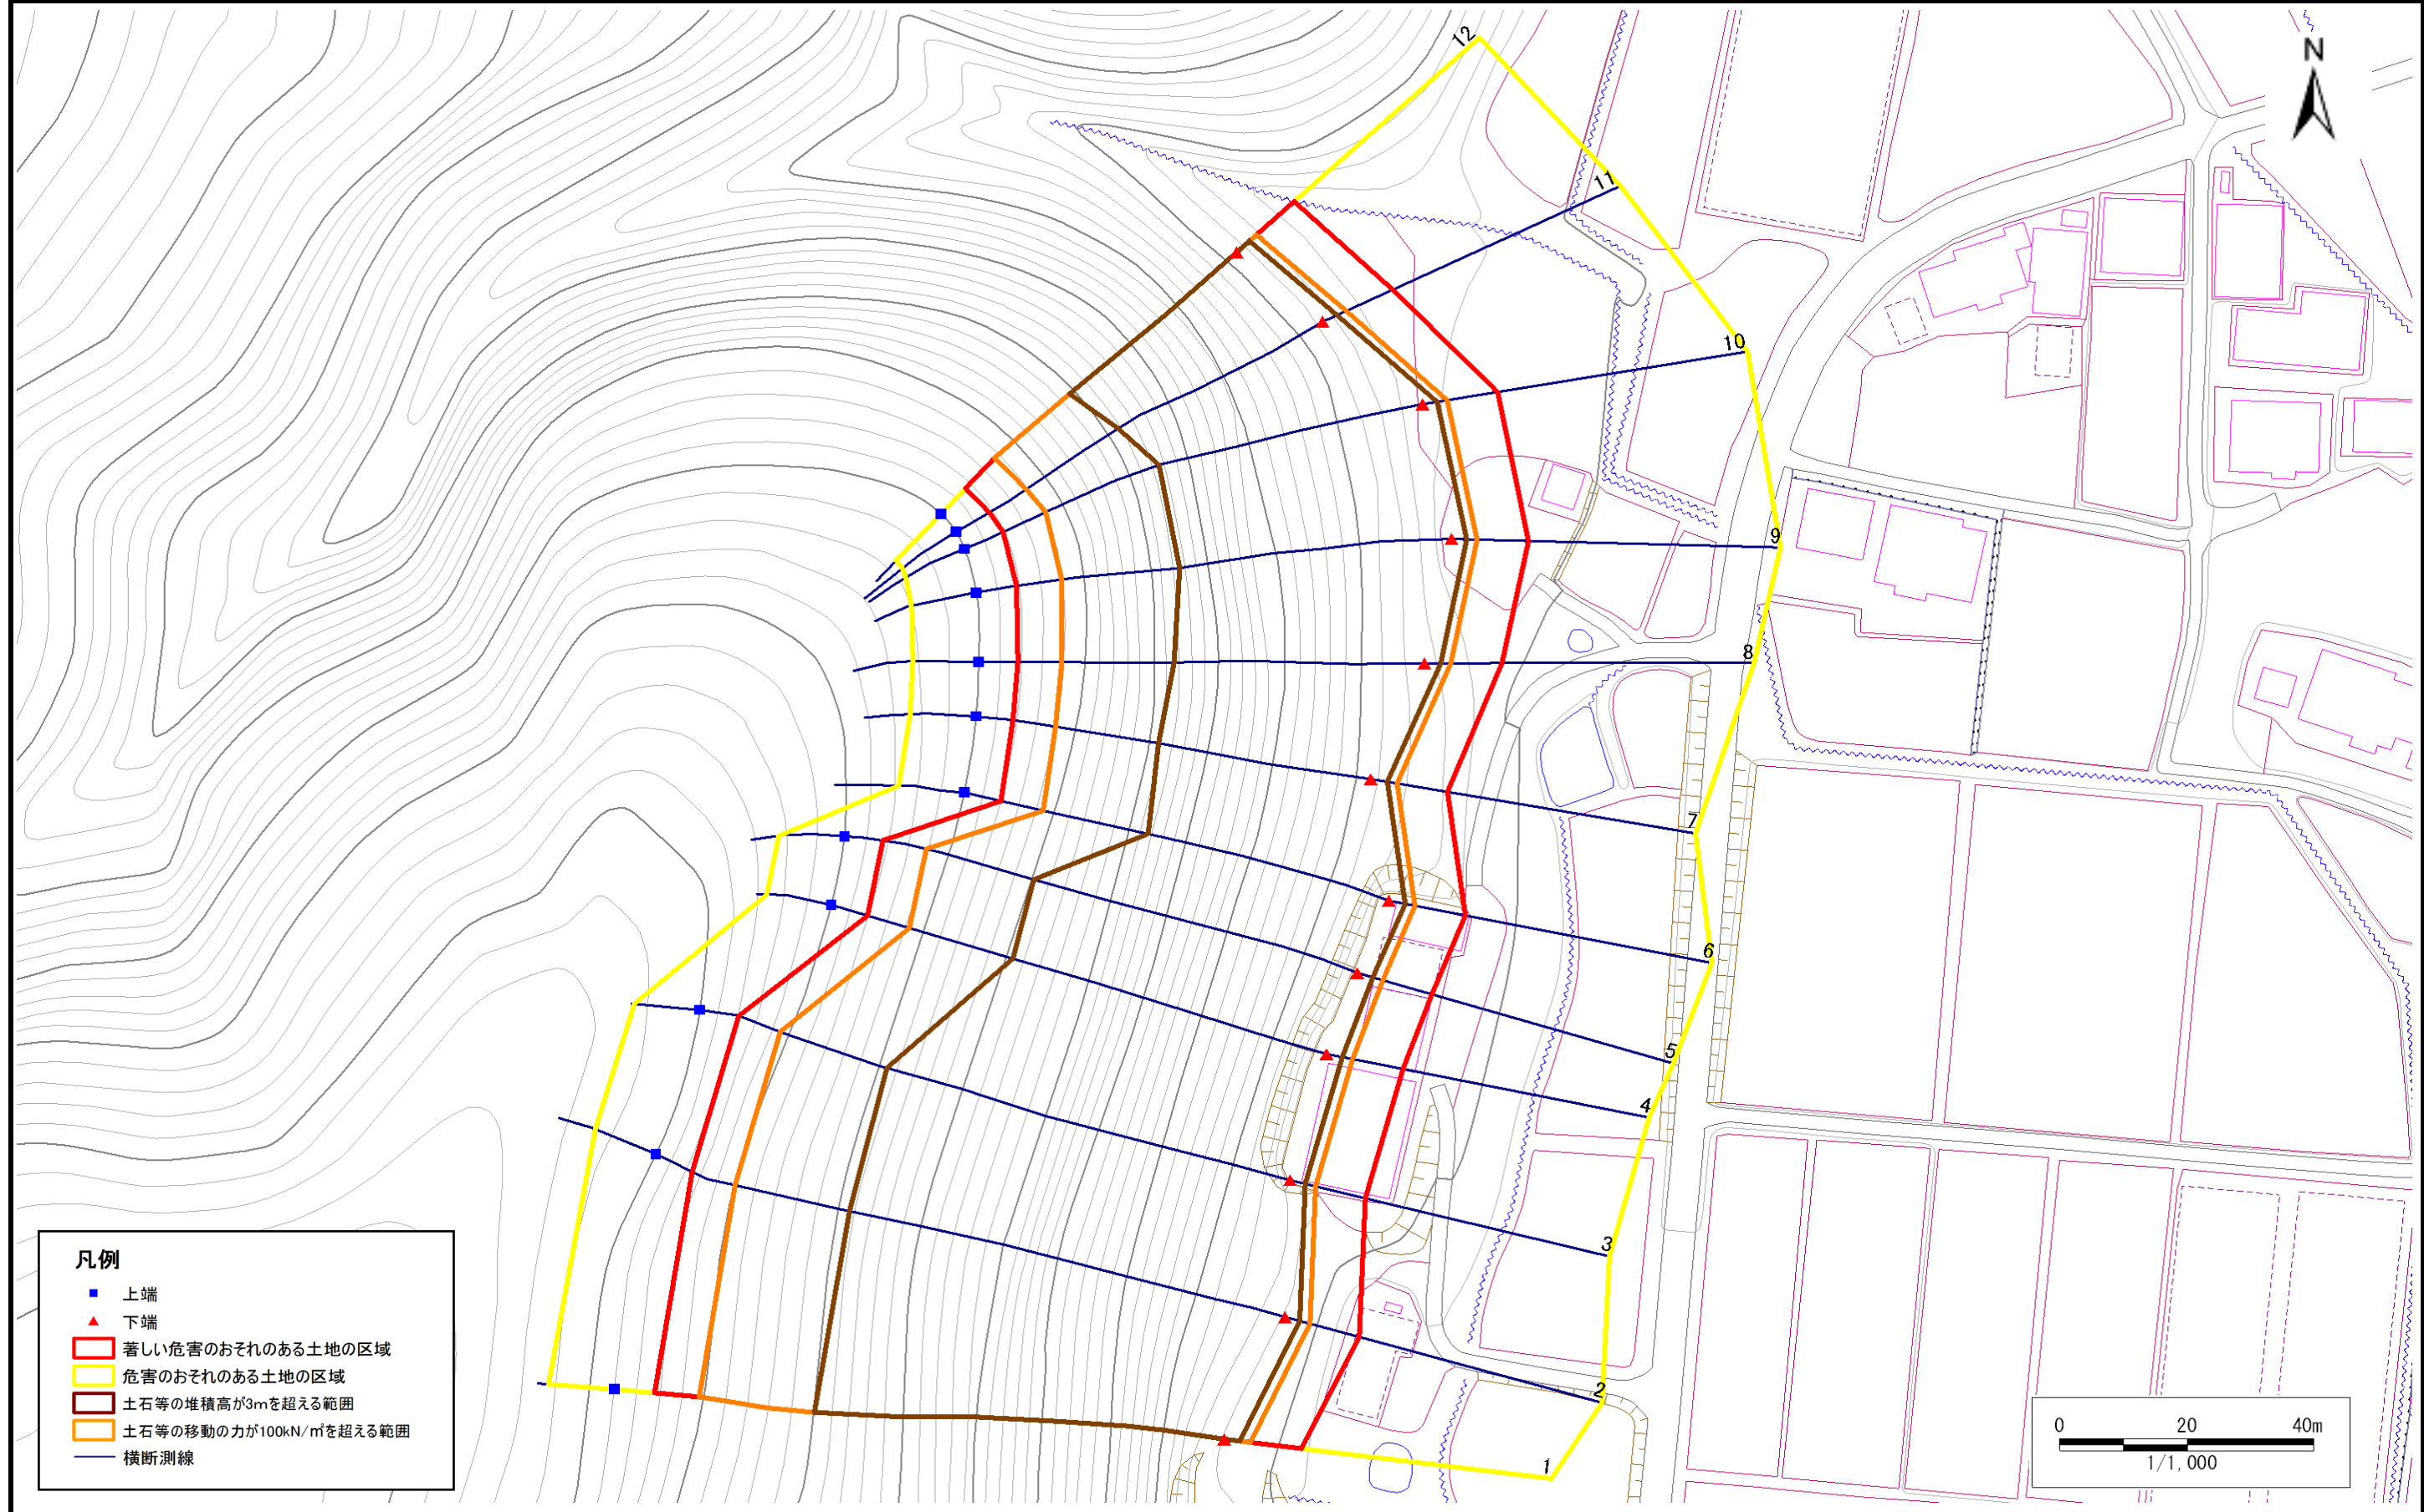 N
12
11
10
9
8
7
6
5
4
3
2
1
凡例
上端
下端
著しい危害のおそれのある土地の区域
危害のおそれのある土地の区域
土石等の堆積高が3mを超える範囲
土石等の移動の力が100kN/㎡を超える範囲
横断測線
0 20 40m
1/1,000